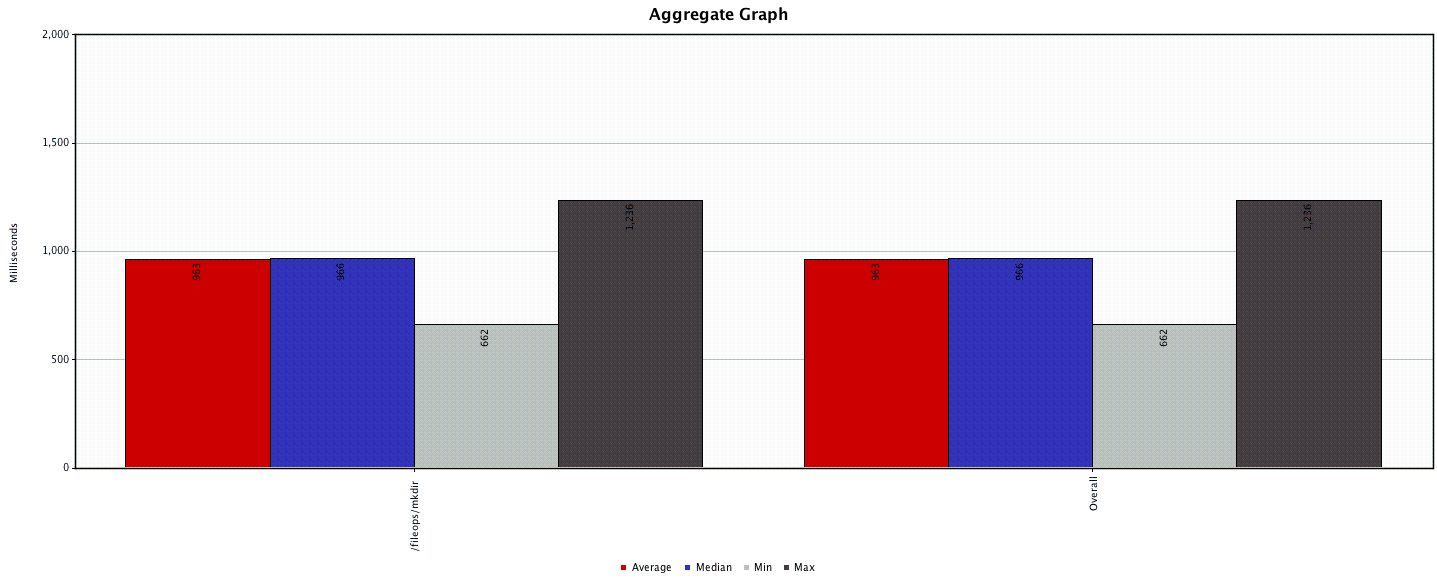 Aggregate Graph
2,000
1,500
1,000
500
0
Milliseconds
963
966
662
1,236
963
966
662
1,236
/fileops/mkdir
Overall
Average Median Min Max